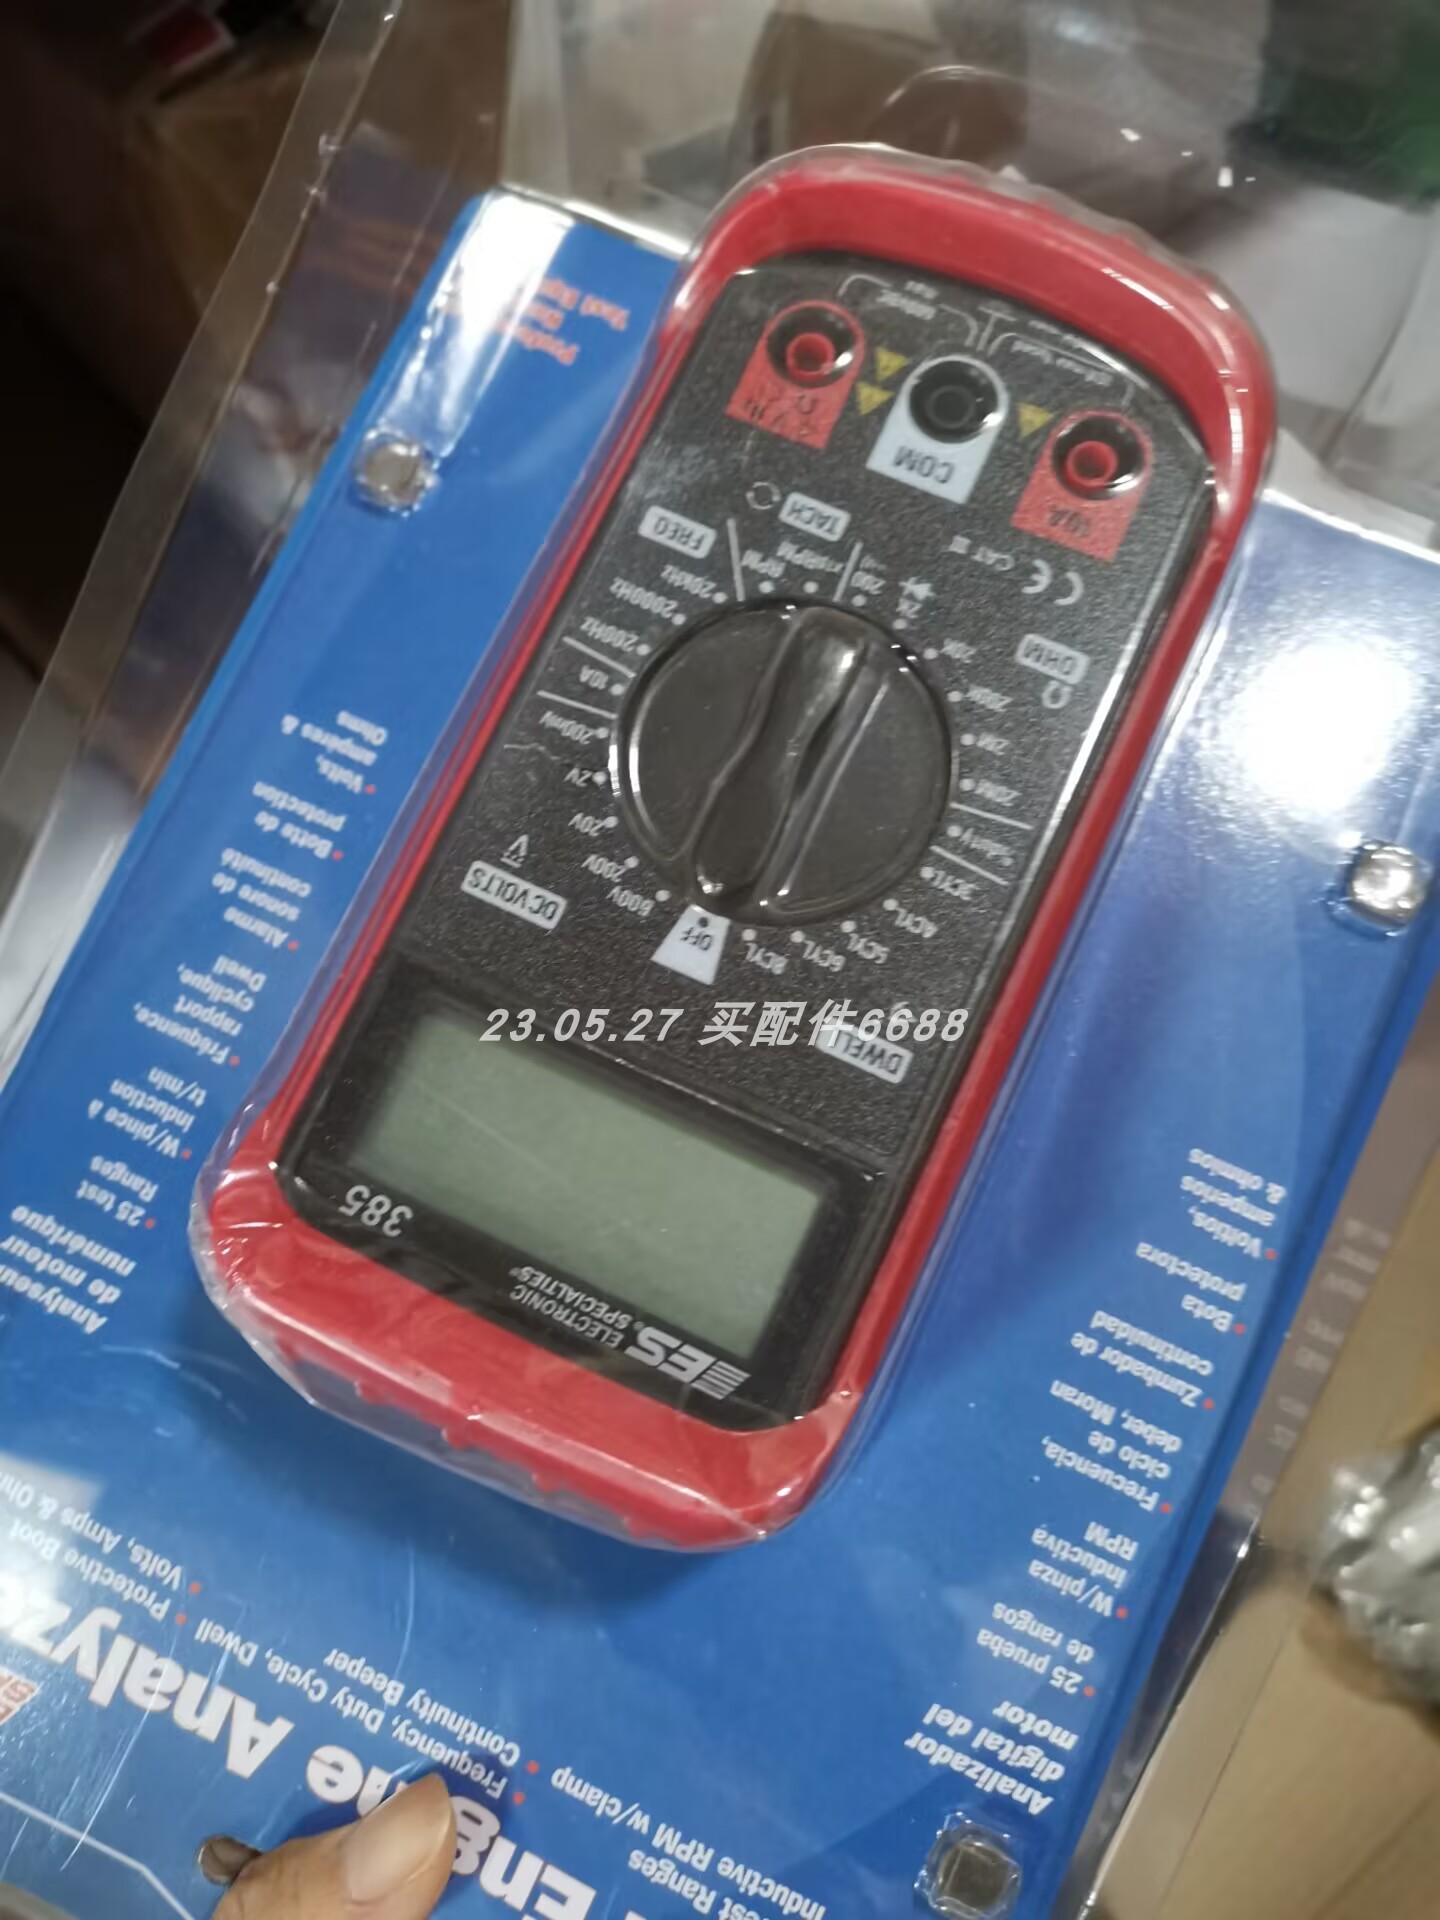 Engine Analyz
inductive RPM w/clamp
• Frequency, Duty Cycle, Dwell
• Continuity Beeper
• Protective Boot
• Volts, Amps &
Analizador
digital del
motor
• 25 prueba
de rangos
• W/pinza
inductiva
RPM
• Frecuencia,
ciclo de
deber, Moran
• Zumbador de
continuidad
• Bota
protectora
• Voltios,
amperios
& ohmios
Analyseur
de moteur
numérique
• 25 test
Ranges
• W/pince à
Induction
tr/min
• Fréquence,
rapport
cyclique,
Dwell
• Alarme
sonore de
continuité
• Botte de
protection
• Volts,
ampères &
Ohms
ES
ELECTRONIC
SPECIALTIES
385
23.05.27 买配件6688
DWELL
OFF
DC VOLTS
V
8CYL
6CYL
5CYL
4CYL
3CYL
600V
200V
20V
2V
200mV
10A
200Hz
2000Hz
20kHz
FREQ
RPM
x10RPM
TACH
200
2K
20K
200K
2M
20M
OHM
Ω
CE CAT II
10A
COM